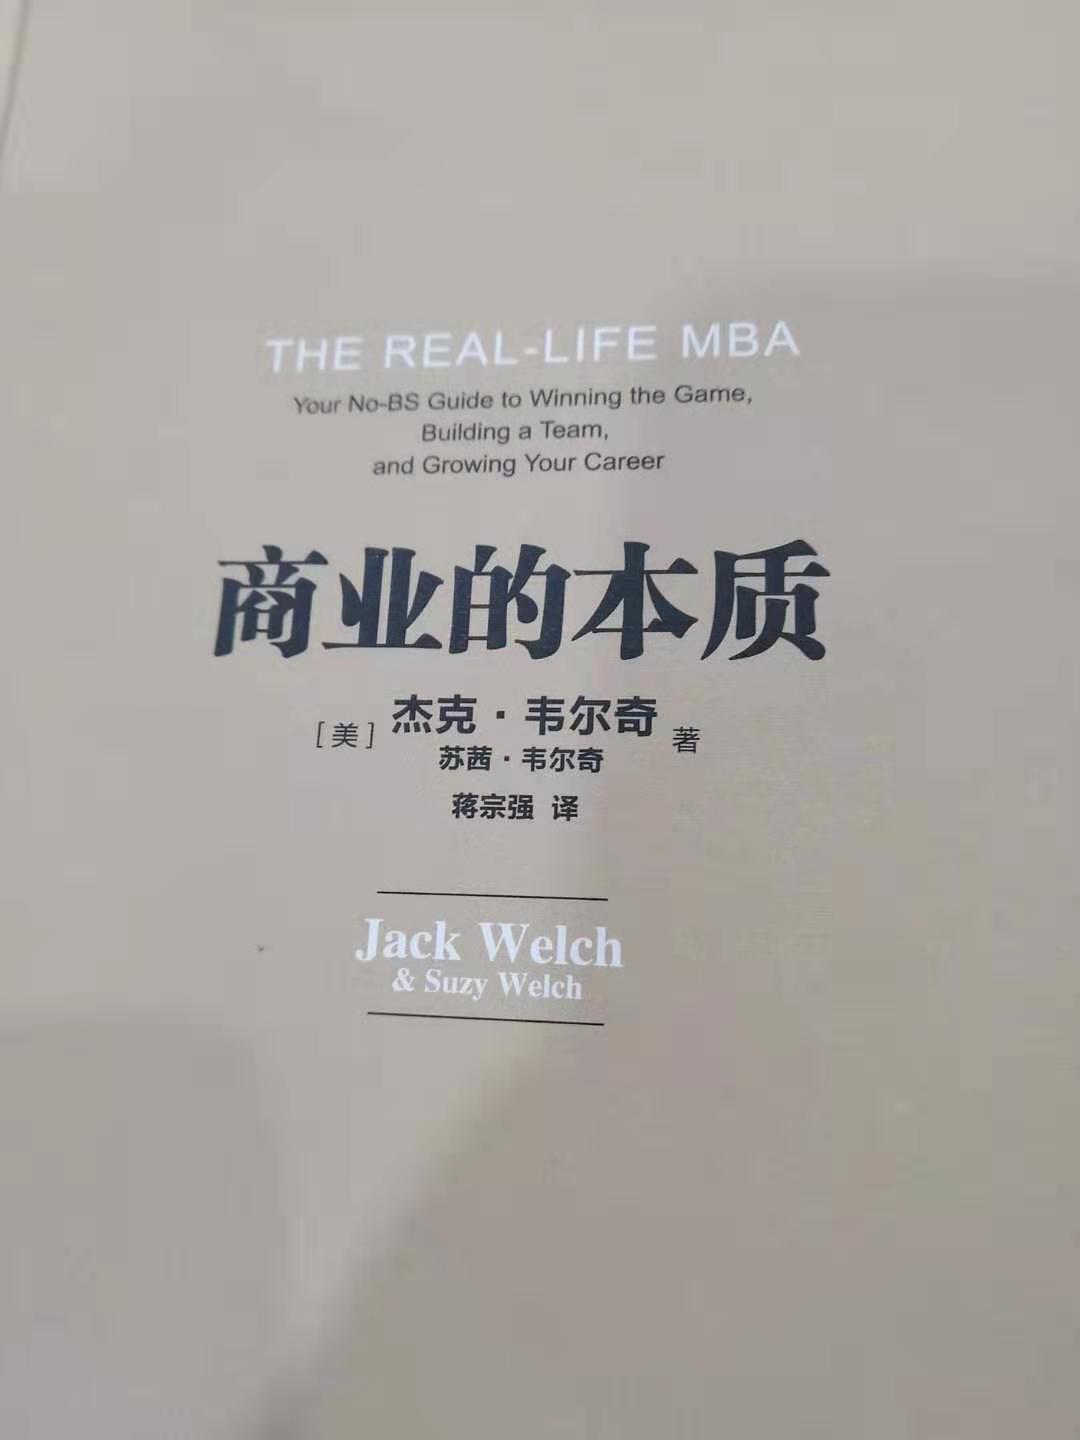 THE REAL-LIFE MBA
Your No-BS Guide to Winning the Game,
Building a Team,
and Growing Your Career
商业的本质
[美] 杰克·韦尔奇 著
苏茜·韦尔奇
蒋宗强 译
Jack Welch
& Suzy Welch